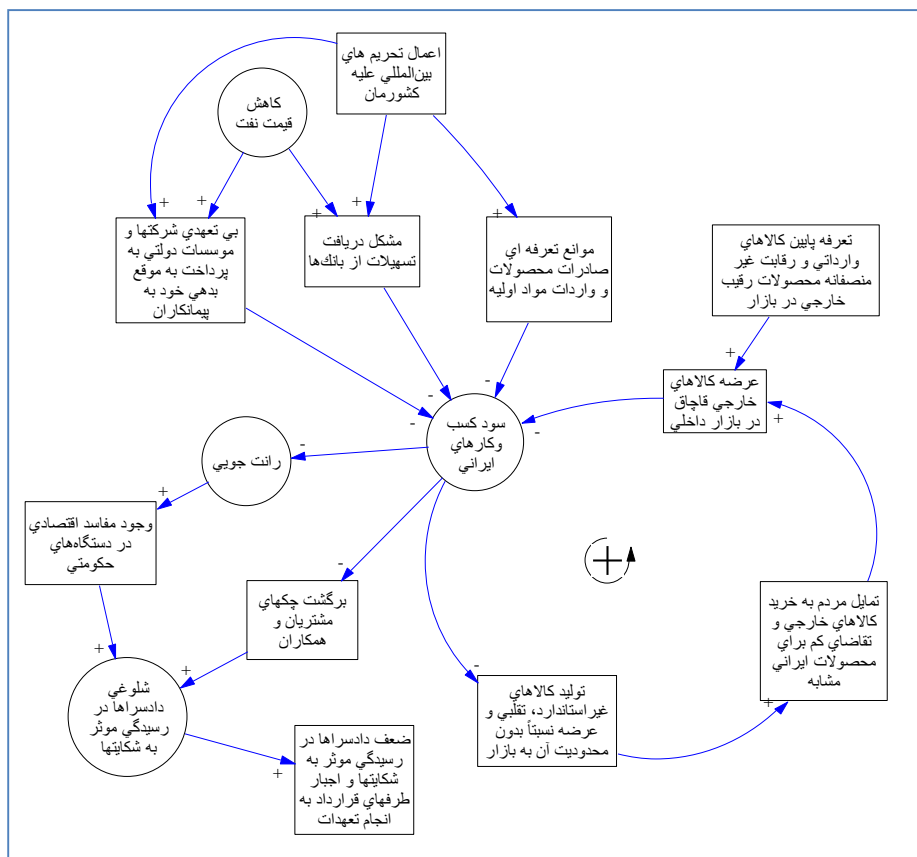 اعمال تحريم هاي
بين‌المللي عليه
كشورمان
كاهش
قيمت نفت
بي تعهدي شركتها و
موسسات دولتي به
پرداخت به موقع
بدهي خود به
پيمانكاران
مشكل دريافت
تسهيلات از بانك‌ها
موانع تعرفه اي
صادرات محصولات
و واردات مواد اوليه
تعرفه پايين كالاهاي
وارداتي و رقابت غير
منصفانه محصولات رقيب
خارجي در بازار
عرضه كالاهاي
خارجي قاچاق
در بازار داخلي
سود كسب
وكارهاي
ايراني
رانت جويي
وجود مفاسد اقتصادي
در دستگاه‌هاي
حكومتي
برگشت چكهاي
مشتريان و
همكاران
تمايل مردم به خريد
كالاهاي خارجي و
تقاضاي كم براي
محصولات ايراني
مشابه
توليد كالاهاي
غيراستاندارد، تقلبي و
عرضه نسبتاً بدون
محدوديت آن به بازار
شلوغي
دادسراها در
رسيدگي موثر
به شكايتها
ضعف دادسراها در
رسيدگي موثر به
شكايتها و اجبار
طرفهاي قرارداد به
انجام تعهدات